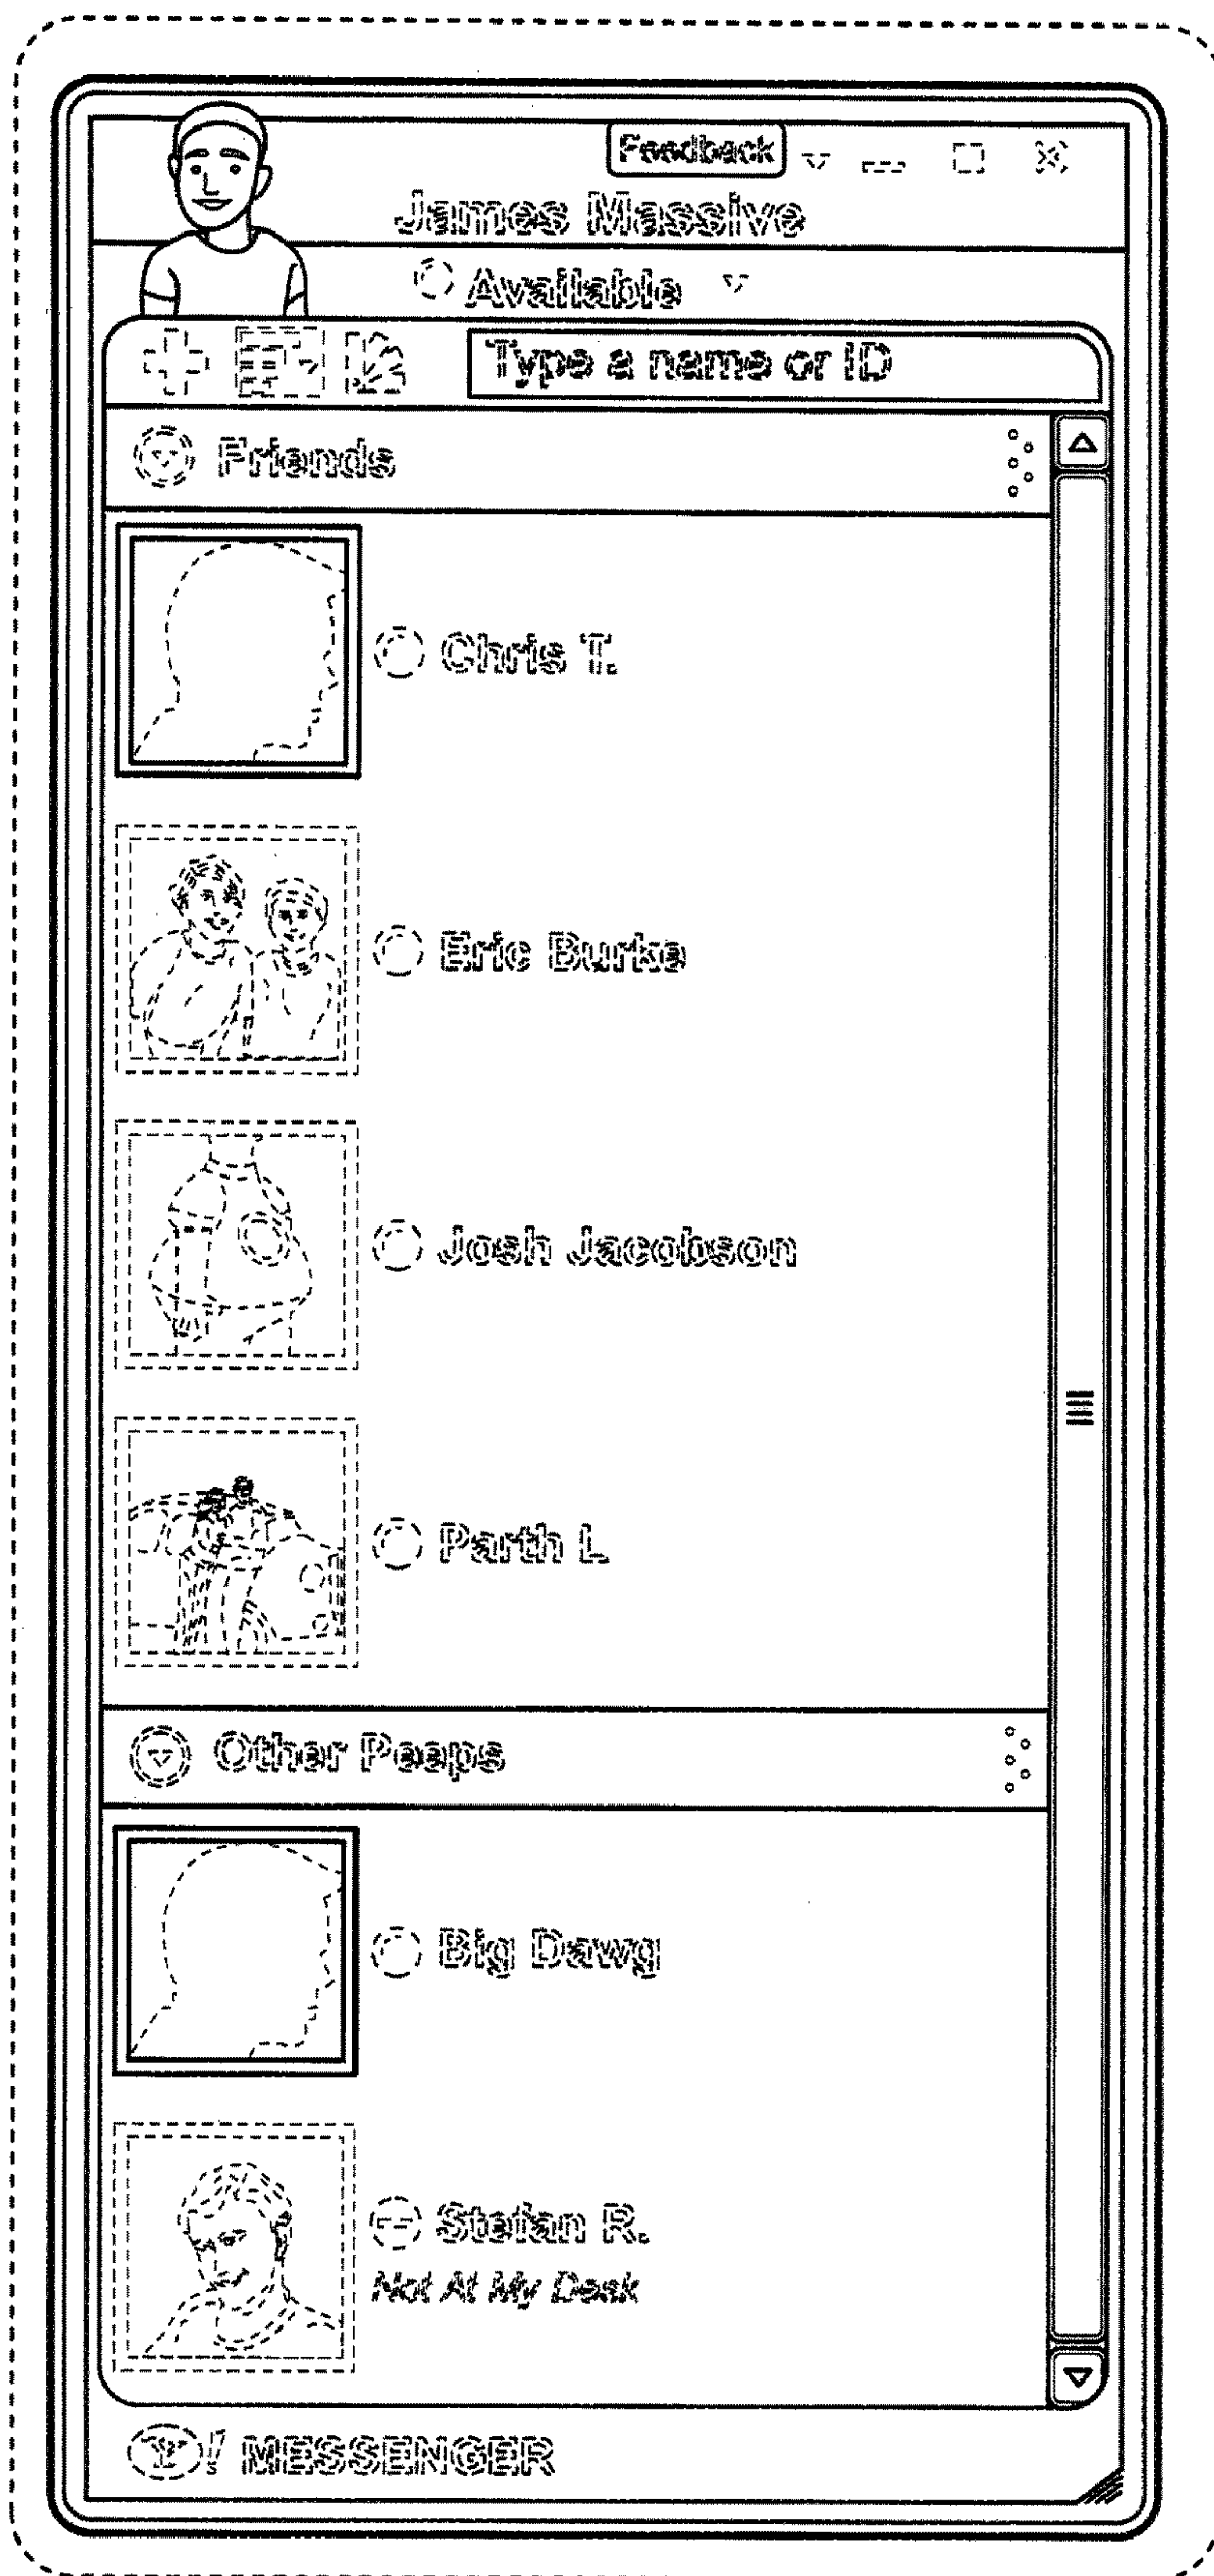 Feedback
James Massive
Available
Type a name or ID
Friends
Chris T.
Eric Burke
Josh Jacobson
Parth L
Other Peeps
Big Dawg
Stefan R.
Not At My Desk
Y! MESSENGER